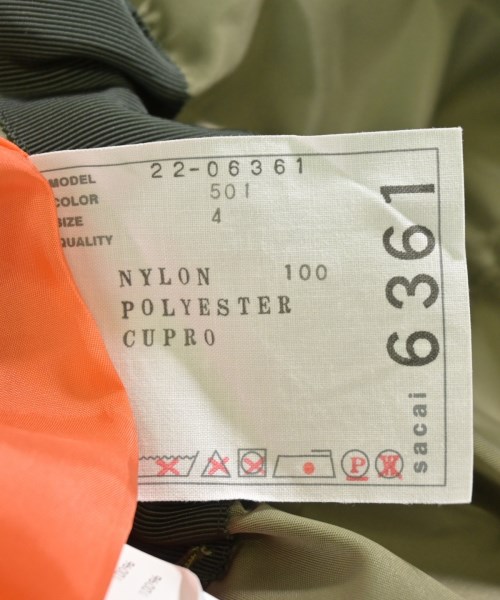 MODEL 22-06361
COLOR 501
SIZE 4
QUALITY
NYLON 100
POLYESTER
CUPRO
6361
sacai
P
W